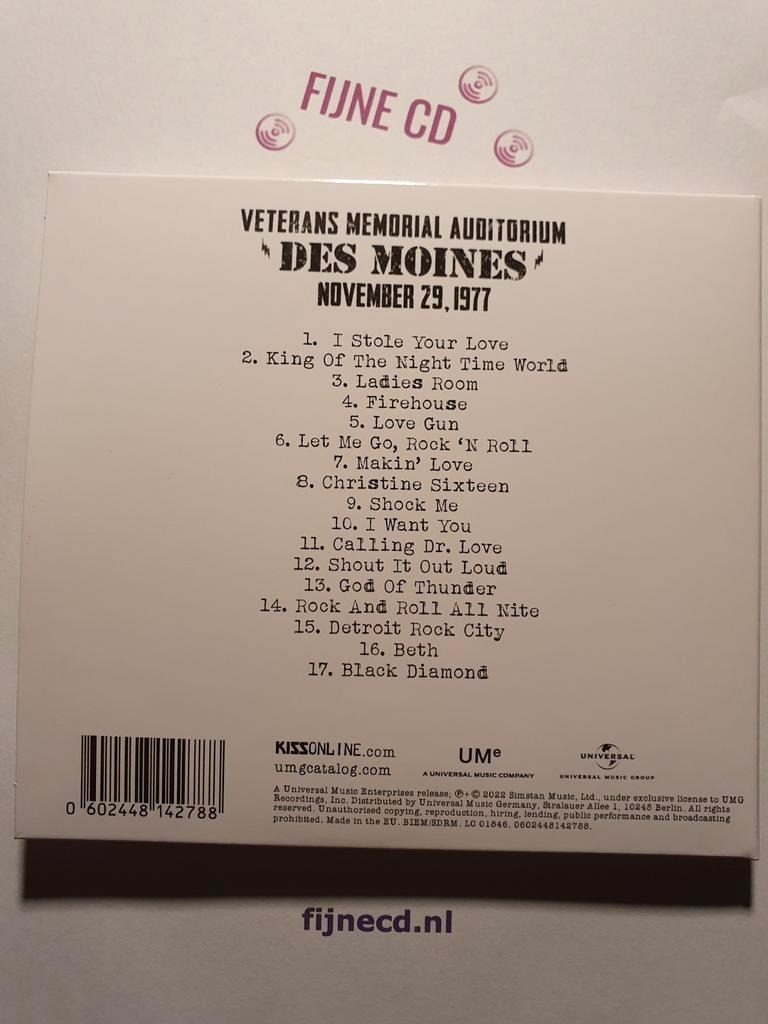 FIJNE CD
VETERANS MEMORIAL AUDITORIUM
DES MOINES
NOVEMBER 29, 1977
1. I Stole Your Love
2. King Of The Night Time World
3. Ladies Room
4. Firehouse
5. Love Gun
6. Let Me Go, Rock ‘N Roll
7. Makin’ Love
8. Christine Sixteen
9. Shock Me
10. I Want You
11. Calling Dr. Love
12. Shout It Out Loud
13. God Of Thunder
14. Rock And Roll All Nite
15. Detroit Rock City
16. Beth
17. Black Diamond
0 602448 142788
KISSONLINE.com
umgcatalog.com
UMe
A UNIVERSAL MUSIC COMPANY
UNIVERSAL
UNIVERSAL MUSIC GROUP
A Universal Music Enterprises release; ℗+© 2022 Simstan Music, Ltd., under exclusive license to UMG
Recordings, Inc. Distributed by Universal Music Germany, Stralauer Allee 1, 10245 Berlin. All rights
reserved. Unauthorised copying, reproduction, hiring, lending, public performance and broadcasting
prohibited. Made in the EU. BIEM/SDRM. LC 01846. 0602448142788.
fijnecd.nl